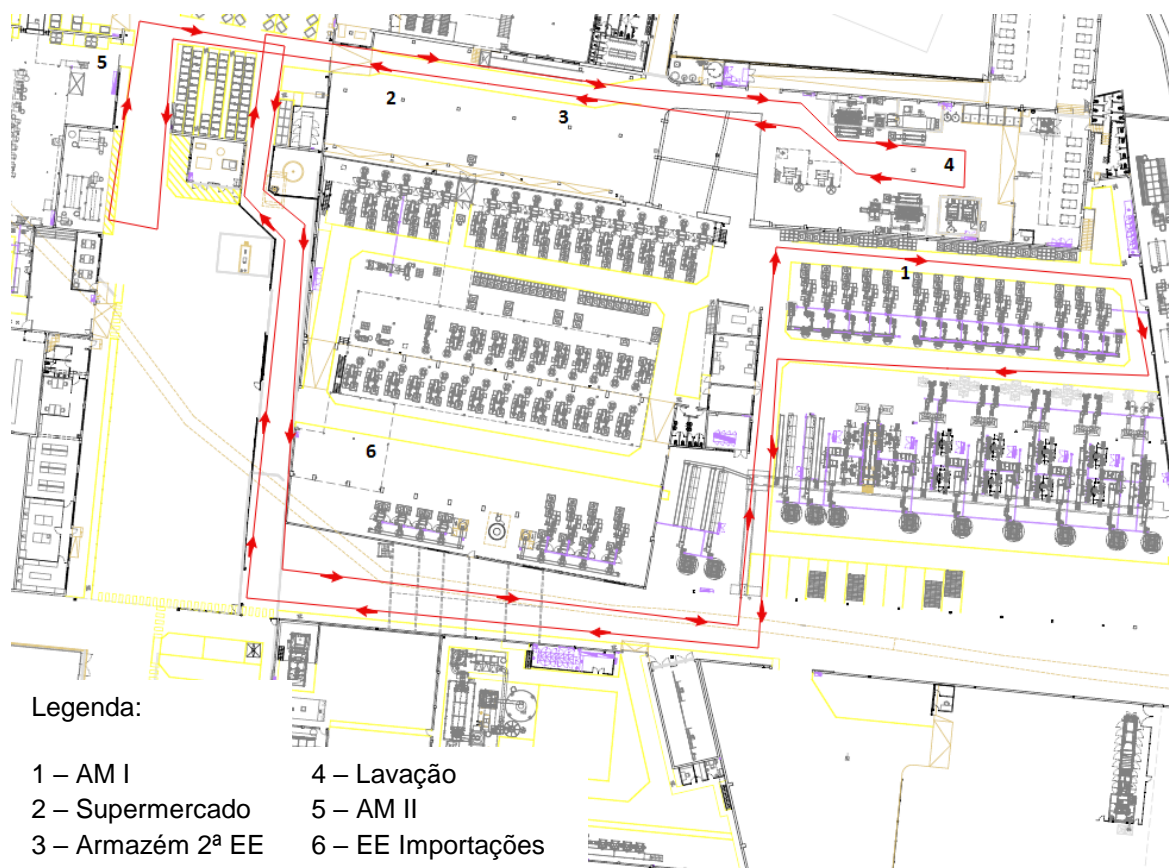 5
2
3
4
1
6
Legenda:
1 – AM I
4 – Lavação
2 – Supermercado
5 – AM II
3 – Armazém 2ª EE
6 – EE Importações